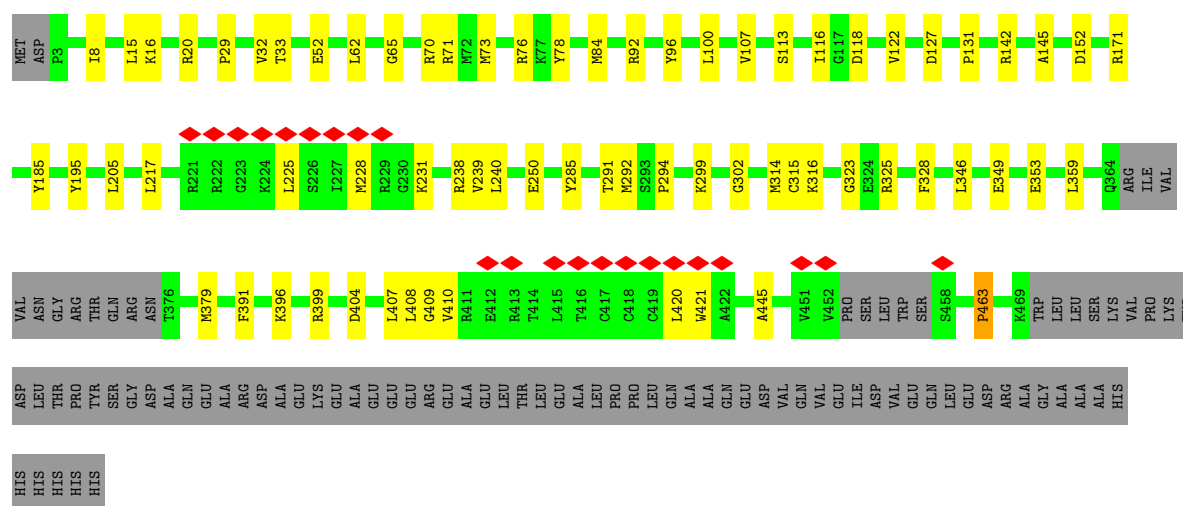 MET ASP P3 I8 L15 K16 R20 P29 V32 T33 E52 L62 G65 R70 R71 M72 M73 R76 K77 Y78 M84 R92 Y96 L100 V107 S113 I116 G117 D118 V122 D127 P131 R142 A145 D152 R171
Y185 Y195 L205 L217 R221 R222 G223 K224 L225 S226 I227 M228 R229 G230 K231 R238 V239 L240 E250 Y285 T291 M292 S293 P294 K299 G302 M314 C315 K316 G323 E324 R325 F328 L346 E349 E353 L359 Q364 ARG ILE VAL
VAL ASN GLY ARG THR GLN ARG ASN T376 M379 F391 K396 R399 D404 L407 L408 G409 V410 R411 E412 R413 T414 L415 T416 C417 C418 C419 L420 W421 A422 A445 V451 V452 PRO SER LEU TRP SER S458 P463 K469 TRP LEU LEU SER LYS VAL PRO LYS
ASP LEU THR PRO TYR SER GLY ASP ALA GLN GLU ALA ARG ASP ALA GLU LYS GLU ALA GLU GLU GLU ARG GLU ALA GLU LEU THR LEU GLU ALA LEU PRO PRO LEU GLN ALA ALA GLN GLU ASP VAL GLN VAL GLU ILE ASP VAL GLU GLN LEU GLU ASP ARG ALA GLY ALA ALA ALA HIS
HIS HIS HIS HIS HIS